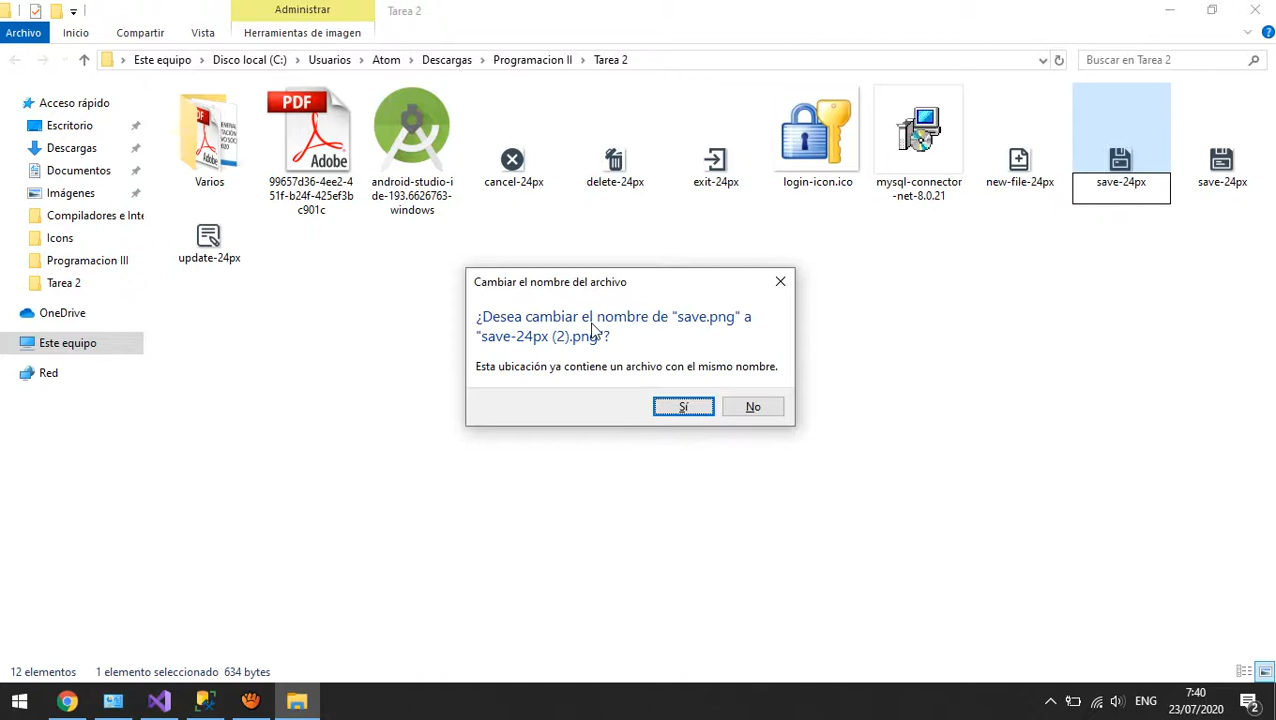 Administrar
Tarea 2
Archivo
Inicio
Compartir
Vista
Herramientas de imagen
Este equipo
Disco local (C:)
Usuarios
Atom
Descargas
Programacion II
Tarea 2
Buscar en Tarea 2
Acceso rápido
Escritorio
Descargas
Documentos
Imágenes
Compiladores e Inte
Icons
Programacion III
Tarea 2
OneDrive
Este equipo
Red
PDF
Adobe
Varios
99657d36-4ee2-4
51f-b24f-425ef3b
c901c
android-studio-i
de-193.6626763-
windows
cancel-24px
delete-24px
exit-24px
login-icon.ico
mysql-connector
-net-8.0.21
new-file-24px
save-24px
save-24px
update-24px
Cambiar el nombre del archivo
¿Desea cambiar el nombre de "save.png" a
"save-24px (2).png"?
Esta ubicación ya contiene un archivo con el mismo nombre.
Sí
No
12 elementos
1 elemento seleccionado 634 bytes
ENG
7:40
23/07/2020
2